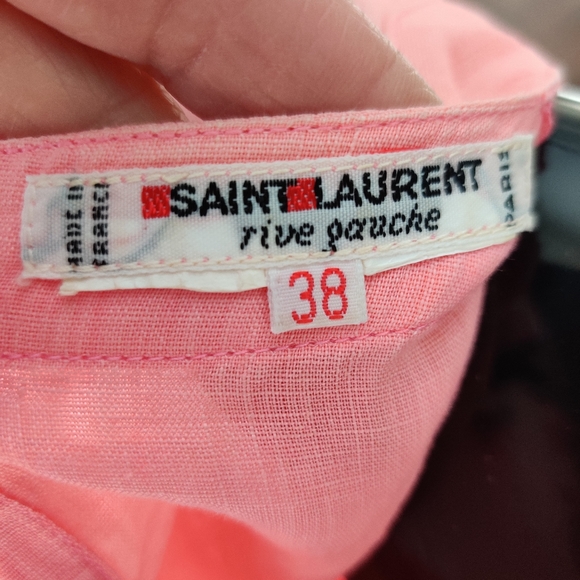 MADE IN
FRANCE
SAINT LAURENT
rive gauche
PARIS
38